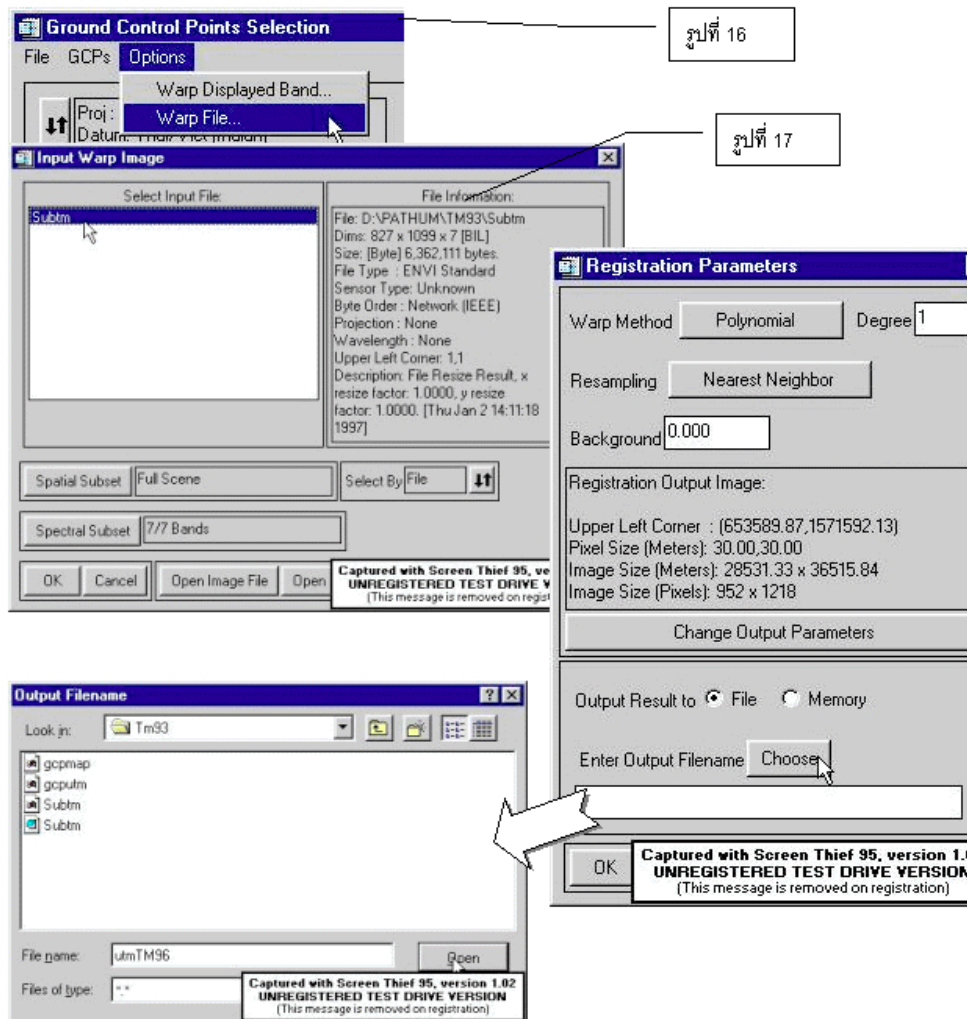 Ground Control Points Selection
File GCPs Options
Warp Displayed Band...
Warp File...
Proj :
รูปที่ 16
Input Warp Image
รูปที่ 17
Select Input File:
Subtm
File Information:
File: D:\PATHUM\TM93\Subtm
Dims: 827 x 1099 x 7 [BIL]
Size: [Byte] 6,362,111 bytes.
File Type : ENVI Standard
Sensor Type: Unknown
Byte Order : Network (IEEE)
Projection : None
Wavelength : None
Upper Left Corner: 1,1
Description: File Resize Result, x
resize factor: 1.0000, y resize
factor: 1.0000. [Thu Jan 2 14:11:18
1997]
Spatial Subset Full Scene
Select By File
Spectral Subset 7/7 Bands
OK Cancel Open Image File Open
Captured with Screen Thief 95, ve
UNREGISTERED TEST DRIVE V
(This message is removed on regist
Registration Parameters
Warp Method Polynomial Degree 1
Resampling Nearest Neighbor
Background 0.000
Registration Output Image:
Upper Left Corner : (653589.87,1571592.13)
Pixel Size (Meters): 30.00,30.00
Image Size (Meters): 28531.33 x 36515.84
Image Size (Pixels): 952 x 1218
Change Output Parameters
Output Result to File Memory
Enter Output Filename Choose
OK
Captured with Screen Thief 95, version 1.0
UNREGISTERED TEST DRIVE VERSION
(This message is removed on registration)
Output Filename
Look in: Tm93
gcpmap
gcputm
Subtm
Subtm
File name: utmTM96 Open
Files of type: *.*
Captured with Screen Thief 95, version 1.02
UNREGISTERED TEST DRIVE VERSION
(This message is removed on registration)